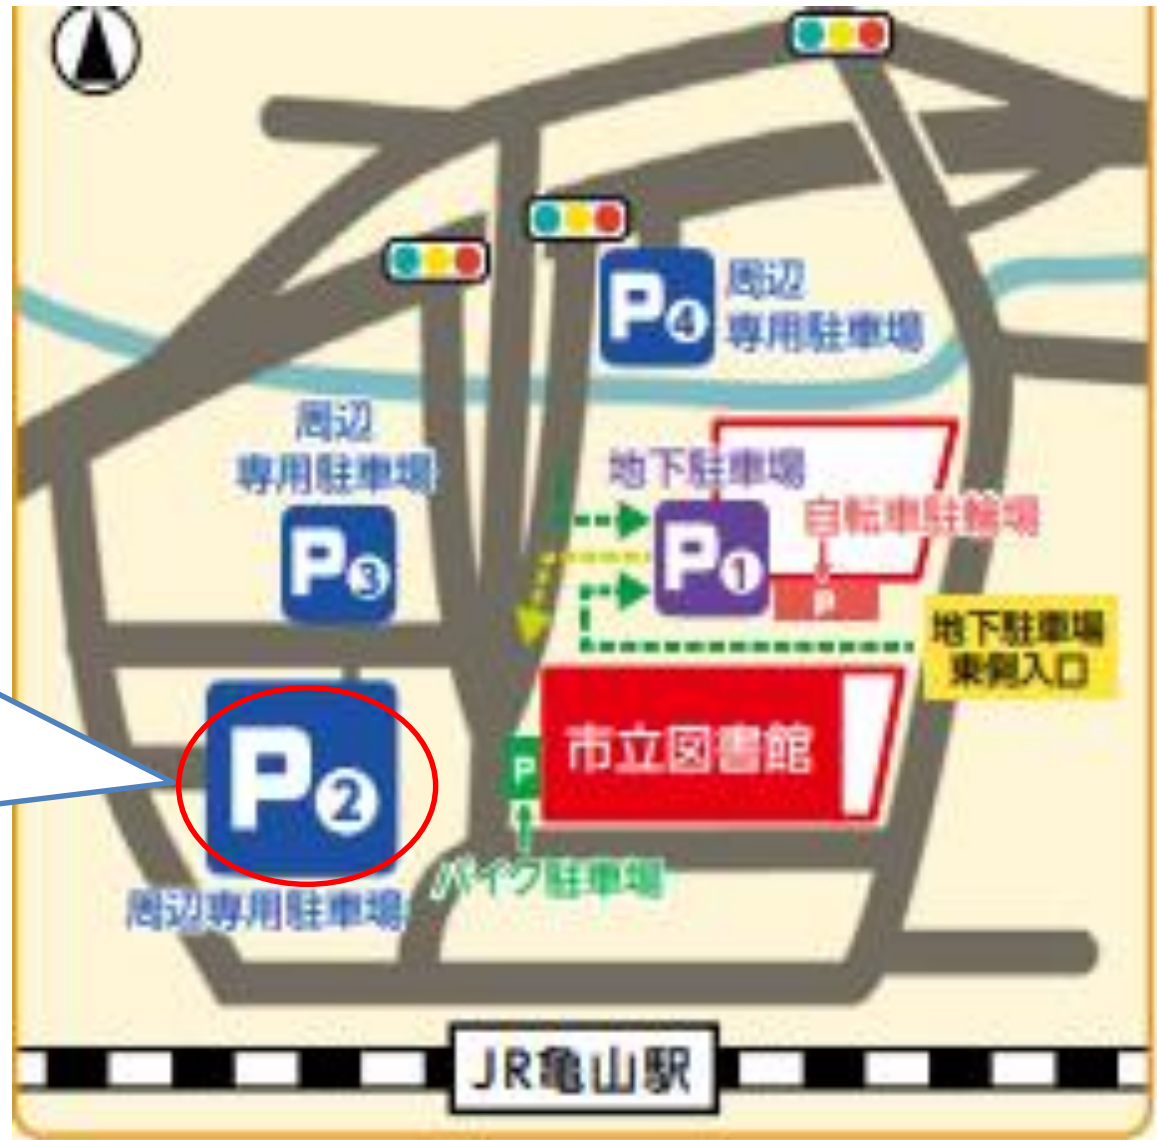 P4
周辺
専用駐車場
周辺
専用駐車場
P3
地下駐車場
P1
自転車駐輪場
P
地下駐車場
東側入口
P2
周辺専用駐車場
P
市立図書館
バイク駐車場
JR亀山駅